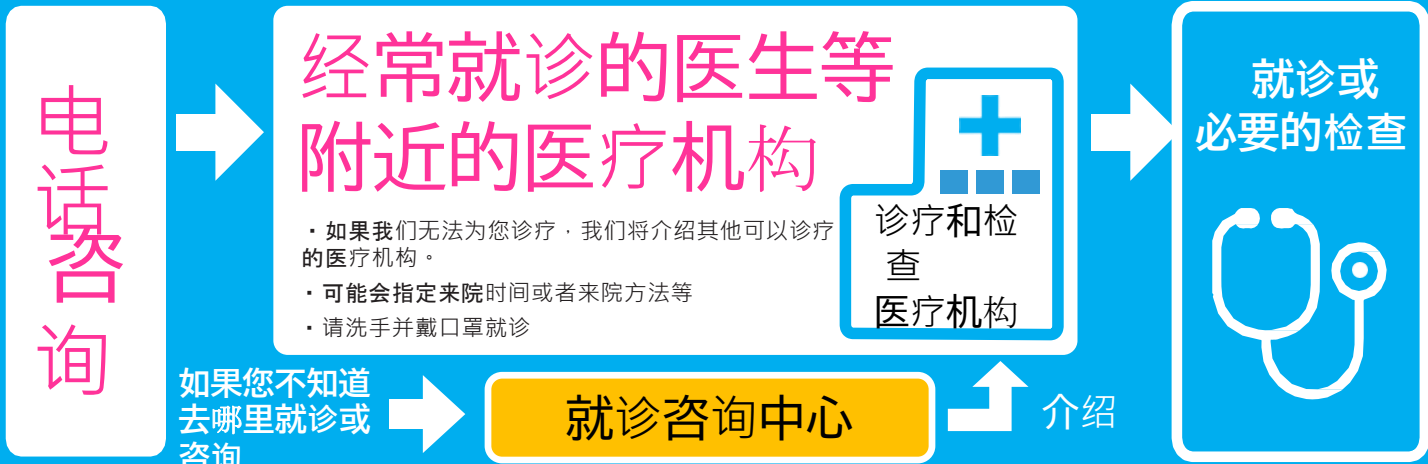 电话咨询
经常就诊的医生等
附近的医疗机构
・如果我们无法为您诊疗，我们将介绍其他可以诊疗
的医疗机构。
・可能会指定来院时间或者来院方法等
・请洗手并戴口罩就诊
诊疗和检
查
医疗机构
就诊或
必要的检查
如果您不知道
去哪里就诊或
咨询
就诊咨询中心
介绍